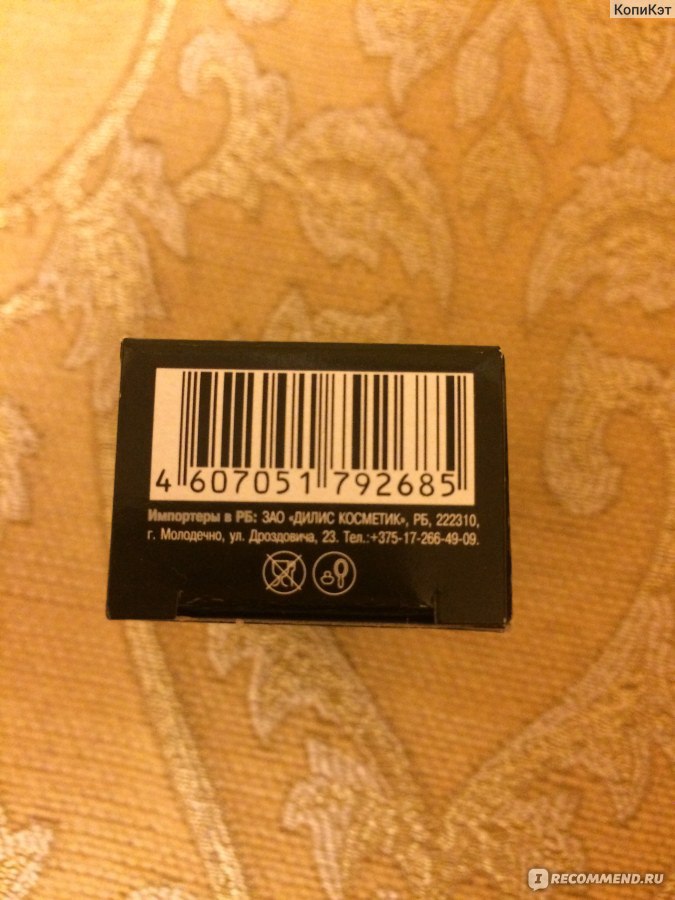 КопиКэт
4 607051 792685
Импортеры в РБ: ЗАО «ДИЛИС КОСМЕТИК», РБ, 222310,
г. Молодечно, ул. Дроздовича, 23. Тел.:+375-17-266-49-09.
IRECOMMEND.RU